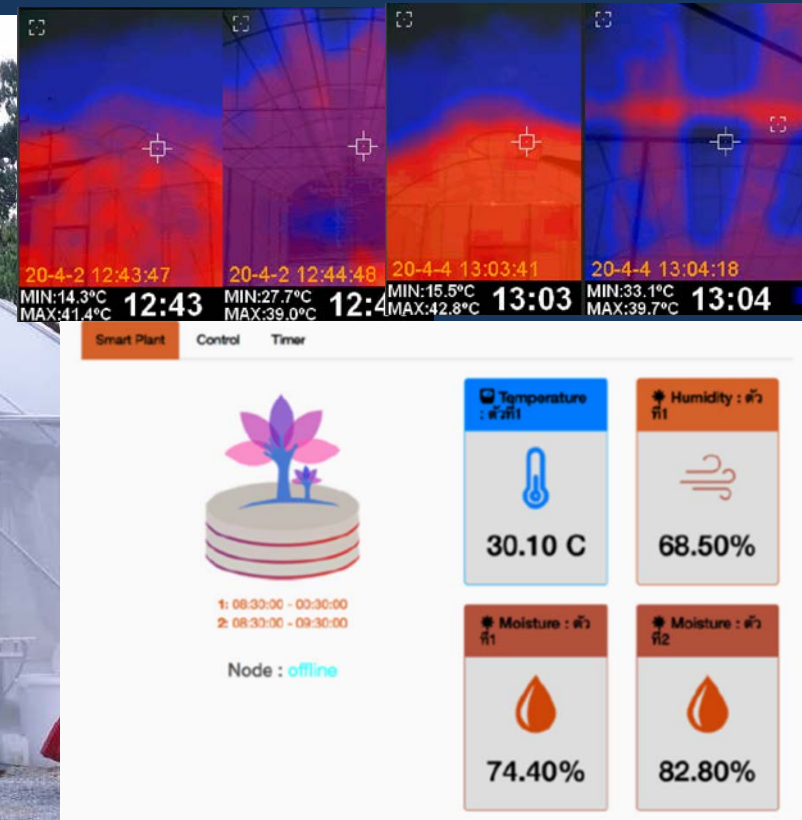 20-4-2 12:43:47
MIN:14.3°C
MAX:41.4°C 12:43
20-4-2 12:44:48
MIN:27.7°C
MAX:39.0°C 12:4
20-4-4 13:03:41
MIN:15.5°C
MAX:42.8°C 13:03
20-4-4 13:04:18
MIN:33.1°C
MAX:39.7°C 13:04
Smart Plant Control Timer
Temperature
: ตัวที่1
30.10 C
Humidity : ตัว
ที่1
68.50%
1: 08:30:00 - 00:30:00
2: 08:30:00 - 09:30:00
Node : offline
Moisture : ตัว
ที่1
74.40%
Moisture : ตัว
ที่2
82.80%